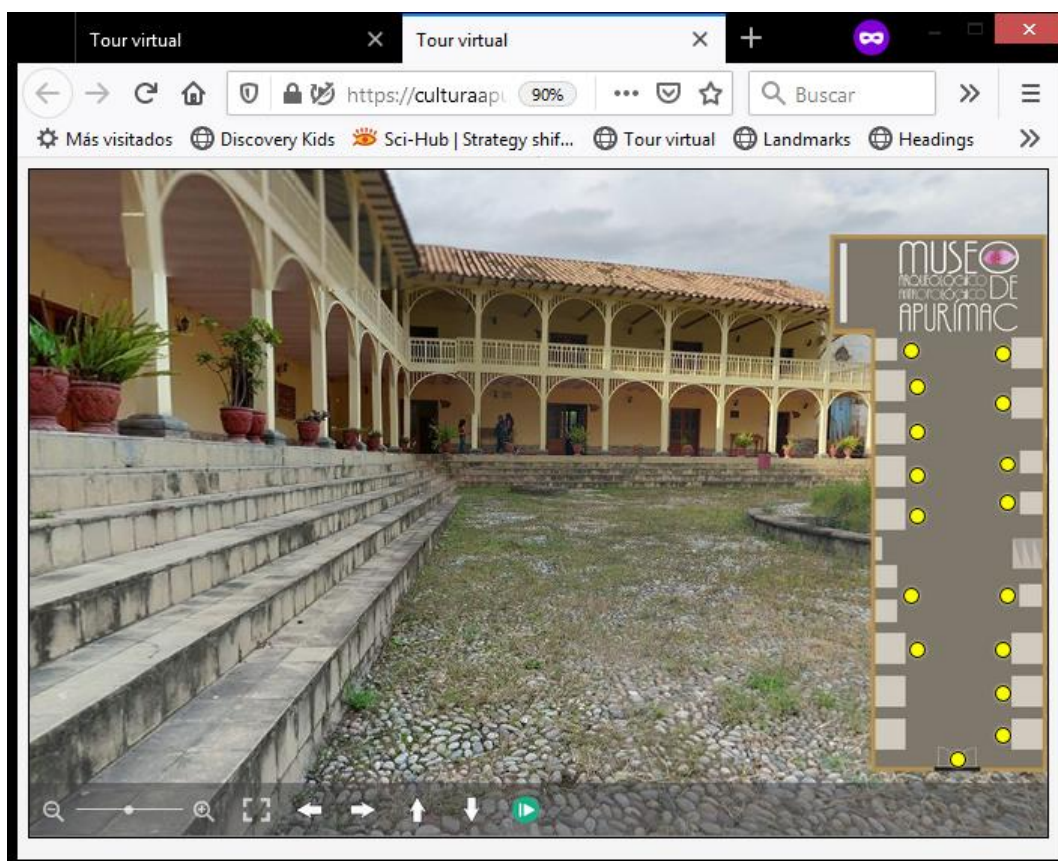 Tour virtual
Tour virtual
https://culturaapu
90%
Buscar
Más visitados
Discovery Kids
Sci-Hub | Strategy shif...
Tour virtual
Landmarks
Headings
MUSEO
ARQUEOLÓGICO
ANTROPOLÓGICO DE
APURÍMAC